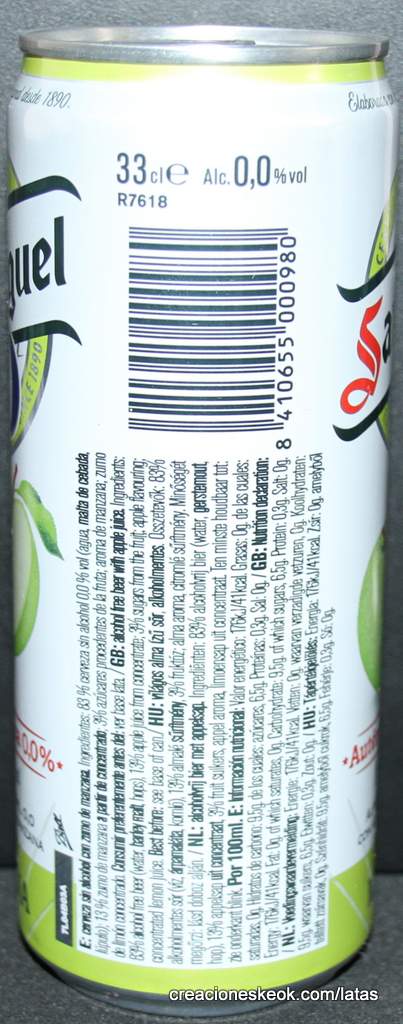 desde 1890.
33 cl e Alc. 0,0 % vol
R7618
guel
DE 1890
8 410655 000980
0,0%*
E: cerveza sin alcohol con zumo de manzana. Ingredientes: 83 % cerveza sin alcohol 0,0 % vol (agua, malta de cebada,
lúpulo); 13 % zumo de manzana a partir de concentrado, 3% azúcares procedentes de la fruta; aroma de manzana; zumo
de limón concentrado. Consumir preferentemente antes del: ver base lata. / GB: alcohol free beer with apple juice. Ingredients:
83% alcohol free beer (water, barley malt, hops), 13% apple juice from concentrate, 3% sugars from the fruit, apple flavouring,
concentrated lemon juice. Best before: see base of can. / HU: világos alma ízű sör, alkoholmentes. Összetevők: 83%
alkoholmentes sör (víz, árpamaláta, komló), 13% almalé sűrítmény, 3% fruktóz, alma aroma, citromlé sűrítmény. Minőségét
megőrzi: lásd doboz alján. / NL: alcoholvrij bier met appelsap. Ingrediënten: 83% alcoholvrij bier (water, gerstemout,
hop), 13% appelsap uit concentraat, 3% fruit suikers, appel aroma, limoensap uit concentraat. Ten minste houdbaar tot:
zie onderkant blik. Por 100ml. E: Información nutricional: Valor energético: 176kJ/41kcal, Grasas: 0g, de las cuales:
saturadas, 0g, Hidratos de carbono: 9,5g, de los cuales: azúcares, 6,5g, Proteínas: 0,3g, Sal: 0g. / GB: Nutrition declaration:
Energy: 176kJ/41kcal, Fat: 0g, of which saturates, 0g, Carbohydrate: 9,5g, of which sugars, 6,5g, Protein: 0,3g, Salt: 0g.
/ NL: Voedingswaardevermelding: Energie: 176kJ/41kcal, Vetten: 0g, waarvan verzadigde vetzuren, 0g, Koolhydraten:
9,5g, waarvan suikers, 6,5g, Eiwitten: 0,3g, Zout: 0g. / HU: Tápértékjelölés: Energia: 176kJ/41kcal, Zsír: 0g, amelyből
telített zsírsavak, 0g, Szénhidrát: 9,5g, amelyből cukrok, 6,5g, Fehérje: 0,3g, Só: 0g.
Ball
creacioneskeok.com/latas